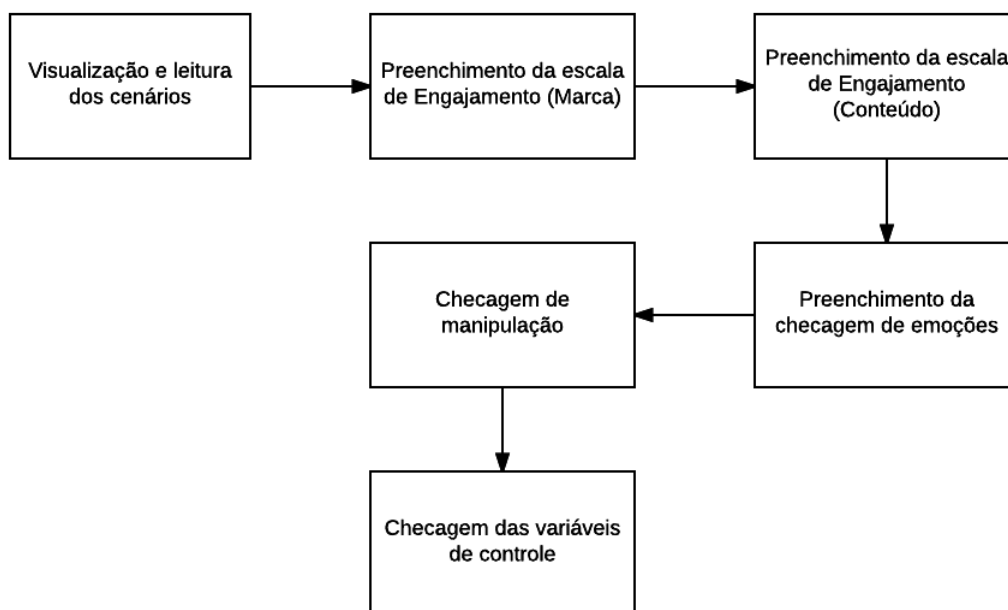 Visualização e leitura
dos cenários
Preenchimento da escala
de Engajamento (Marca)
Preenchimento da escala
de Engajamento
(Conteúdo)
Preenchimento da
checagem de emoções
Checagem de
manipulação
Checagem das variáveis
de controle